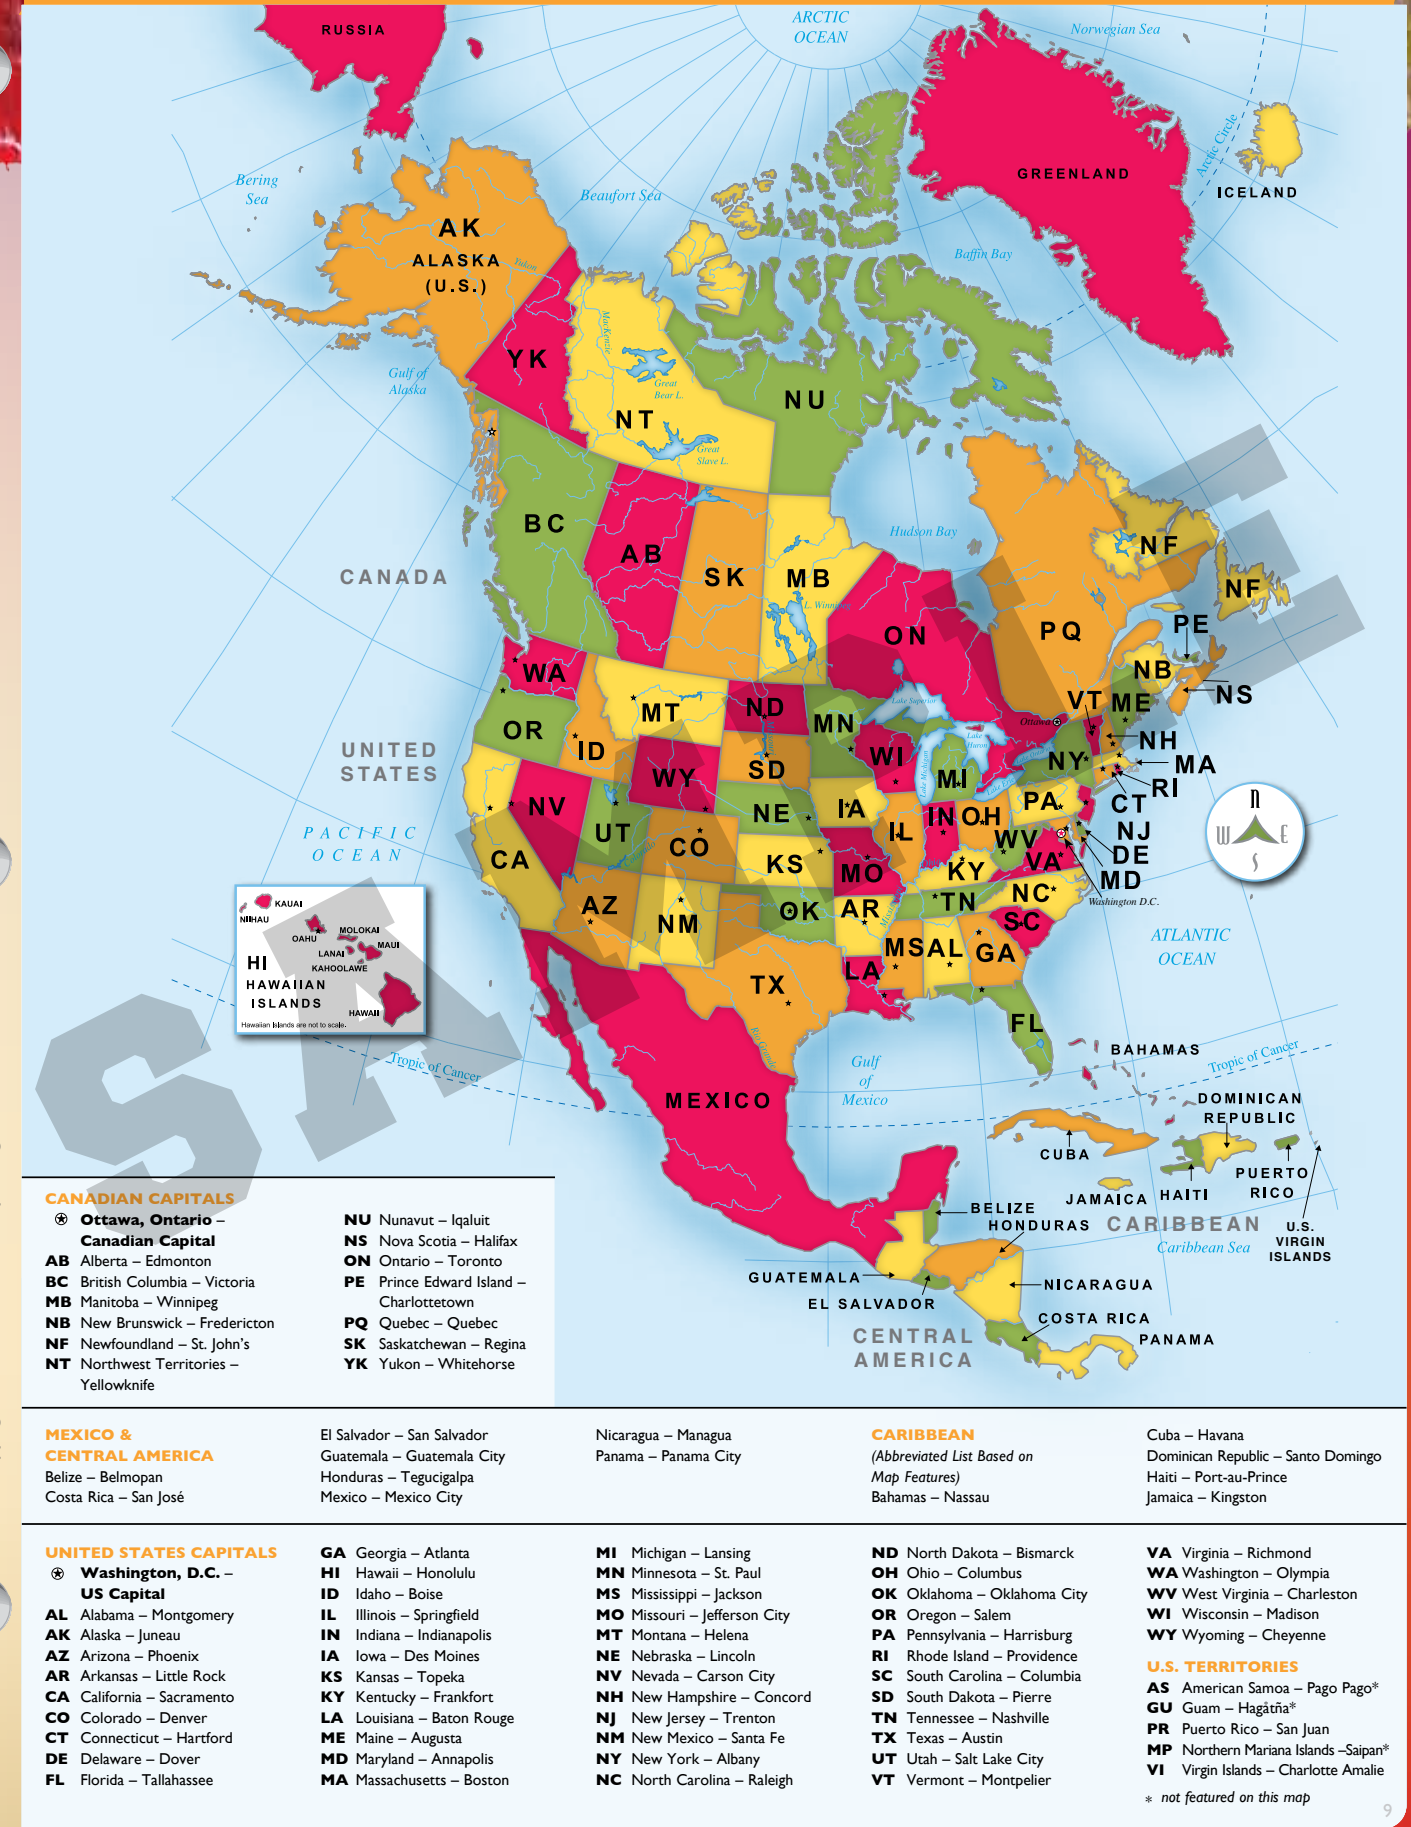 RUSSIA
ARCTIC
OCEAN
Norwegian Sea
Arctic Circle
GREENLAND
ICELAND
Bering
Sea
Beaufort Sea
Baffin Bay
AK
ALASKA
(U.S.)
Yukon
YK
MacKenzie
Great
Bear L.
NT
Great
Slave L.
NU
Gulf of
Alaska
BC
AB
SK
MB
L. Winnipeg
Hudson Bay
ON
PQ
NF
NF
PE
NB
NS
CANADA
WA
OR
ID
MT
ND
MN
WI
MI
Lake Superior
Lake Michigan
Lake
Huron
Ottawa
VT
ME
NH
MA
RI
CT
NJ
DE
MD
NY
PA
UNITED
STATES
PACIFIC
OCEAN
NV
UT
WY
SD
NE
IA
IL
IN
OH
WV
VA
Washington D.C.
CA
CO
Colorado
KS
MO
KY
NC
AZ
NM
OK
AR
TN
SC
MS
AL
GA
TX
LA
FL
Rio Grande
N
W
E
S
ATLANTIC
OCEAN
KAUAI
NIIHAU
OAHU
MOLOKAI
LANAI
MAUI
KAHOOLAWE
HI
HAWAIIAN
ISLANDS
HAWAII
Hawaiian Islands are not to scale.
SAMPLE
Tropic of Cancer
MEXICO
Gulf
of
Mexico
BAHAMAS
Tropic of Cancer
DOMINICAN
REPUBLIC
CUBA
PUERTO
RICO
JAMAICA
HAITI
BELIZE
HONDURAS
CARIBBEAN
Caribbean Sea
U.S.
VIRGIN
ISLANDS
GUATEMALA
NICARAGUA
EL SALVADOR
COSTA RICA
CENTRAL
AMERICA
PANAMA
CANADIAN CAPITALS
Ottawa, Ontario –
Canadian Capital
AB Alberta – Edmonton
BC British Columbia – Victoria
MB Manitoba – Winnipeg
NB New Brunswick – Fredericton
NF Newfoundland – St. John's
NT Northwest Territories –
Yellowknife
NU Nunavut – Iqaluit
NS Nova Scotia – Halifax
ON Ontario – Toronto
PE Prince Edward Island –
Charlottetown
PQ Quebec – Quebec
SK Saskatchewan – Regina
YK Yukon – Whitehorse
MEXICO &
CENTRAL AMERICA
Belize – Belmopan
Costa Rica – San José
El Salvador – San Salvador
Guatemala – Guatemala City
Honduras – Tegucigalpa
Mexico – Mexico City
Nicaragua – Managua
Panama – Panama City
CARIBBEAN
(Abbreviated List Based on
Map Features)
Bahamas – Nassau
Cuba – Havana
Dominican Republic – Santo Domingo
Haiti – Port-au-Prince
Jamaica – Kingston
UNITED STATES CAPITALS
Washington, D.C. –
US Capital
AL Alabama – Montgomery
AK Alaska – Juneau
AZ Arizona – Phoenix
AR Arkansas – Little Rock
CA California – Sacramento
CO Colorado – Denver
CT Connecticut – Hartford
DE Delaware – Dover
FL Florida – Tallahassee
GA Georgia – Atlanta
HI Hawaii – Honolulu
ID Idaho – Boise
IL Illinois – Springfield
IN Indiana – Indianapolis
IA Iowa – Des Moines
KS Kansas – Topeka
KY Kentucky – Frankfort
LA Louisiana – Baton Rouge
ME Maine – Augusta
MD Maryland – Annapolis
MA Massachusetts – Boston
MI Michigan – Lansing
MN Minnesota – St. Paul
MS Mississippi – Jackson
MO Missouri – Jefferson City
MT Montana – Helena
NE Nebraska – Lincoln
NV Nevada – Carson City
NH New Hampshire – Concord
NJ New Jersey – Trenton
NM New Mexico – Santa Fe
NY New York – Albany
NC North Carolina – Raleigh
ND North Dakota – Bismarck
OH Ohio – Columbus
OK Oklahoma – Oklahoma City
OR Oregon – Salem
PA Pennsylvania – Harrisburg
RI Rhode Island – Providence
SC South Carolina – Columbia
SD South Dakota – Pierre
TN Tennessee – Nashville
TX Texas – Austin
UT Utah – Salt Lake City
VT Vermont – Montpelier
VA Virginia – Richmond
WA Washington – Olympia
WV West Virginia – Charleston
WI Wisconsin – Madison
WY Wyoming – Cheyenne
U.S. TERRITORIES
AS American Samoa – Pago Pago*
GU Guam – Hagåtña*
PR Puerto Rico – San Juan
MP Northern Mariana Islands –Saipan*
VI Virgin Islands – Charlotte Amalie
* not featured on this map
9